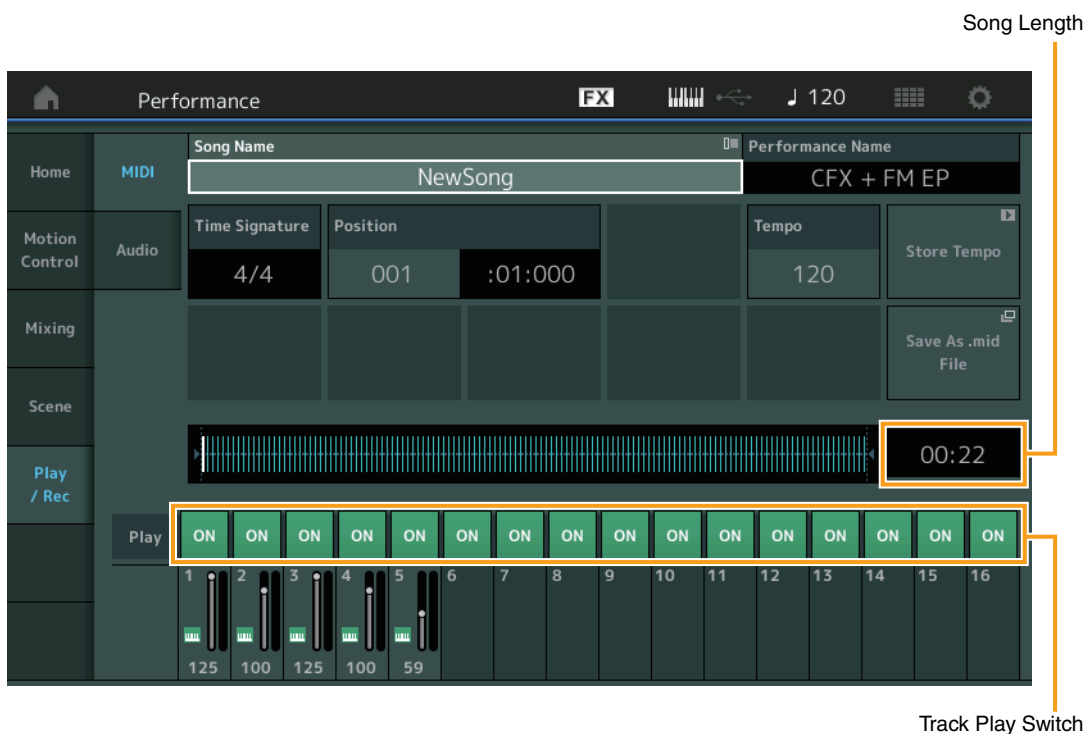 Song Length
Performance
FX
♩ 120
Home
MIDI
Song Name
NewSong
Performance Name
CFX + FM EP
Motion
Control
Audio
Time Signature
4/4
Position
001
:01:000
Tempo
120
Store Tempo
Mixing
Save As .mid
File
Scene
00:22
Play
/ Rec
Play
ON ON ON ON ON ON ON ON ON ON ON ON ON ON ON ON
1 2 3 4 5 6 7 8 9 10 11 12 13 14 15 16
125 100 125 100 59
Track Play Switch